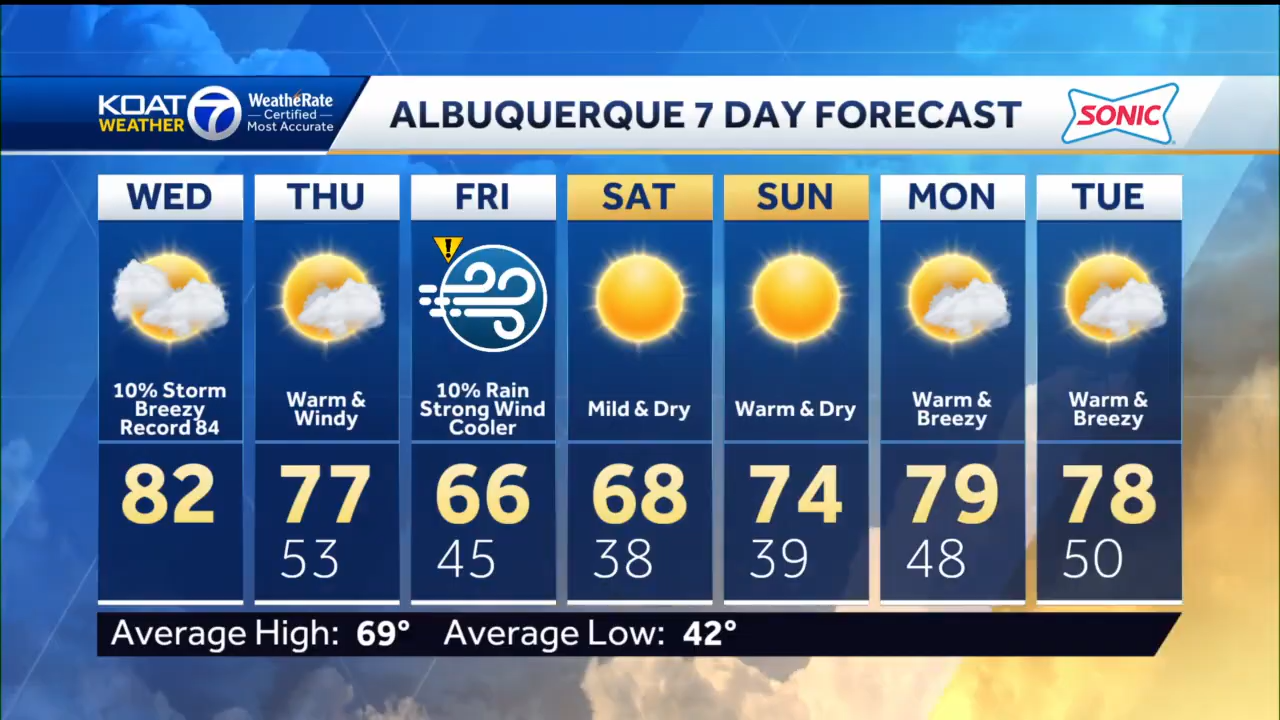 KOAT
WEATHER
7
WeatheRate
Certified
Most Accurate
ALBUQUERQUE 7 DAY FORECAST
SONIC
WED
THU
FRI
SAT
SUN
MON
TUE
!
10% Storm
Breezy
Record 84
Warm &
Windy
10% Rain
Strong Wind
Cooler
Mild & Dry
Warm & Dry
Warm &
Breezy
Warm &
Breezy
82
77
66
68
74
79
78
53
45
38
39
48
50
Average High: 69° Average Low: 42°